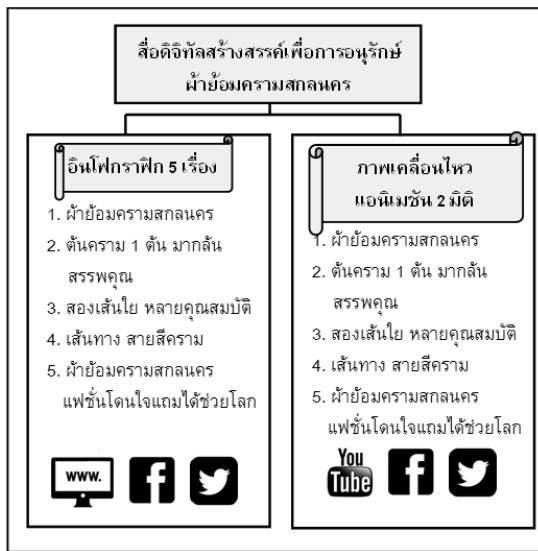 สื่อดิจิทัลสร้างสรรค์เพื่อการอนุรักษ์
ผ้าย้อมครามสกลนคร
อินโฟกราฟิก 5 เรื่อง
1. ผ้าย้อมครามสกลนคร
2. ต้นคราม 1 ต้น มากล้น
สรรพคุณ
3. สองเส้นใย หลายคุณสมบัติ
4. เส้นทาง สายสีคราม
5. ผ้าย้อมครามสกลนคร
แฟชั่นโดนใจแถมได้ช่วยโลก
www.
ภาพเคลื่อนไหว
แอนิเมชัน 2 มิติ
1. ผ้าย้อมครามสกลนคร
2. ต้นคราม 1 ต้น มากล้น
สรรพคุณ
3. สองเส้นใย หลายคุณสมบัติ
4. เส้นทาง สายสีคราม
5. ผ้าย้อมครามสกลนคร
แฟชั่นโดนใจแถมได้ช่วยโลก
You
Tube